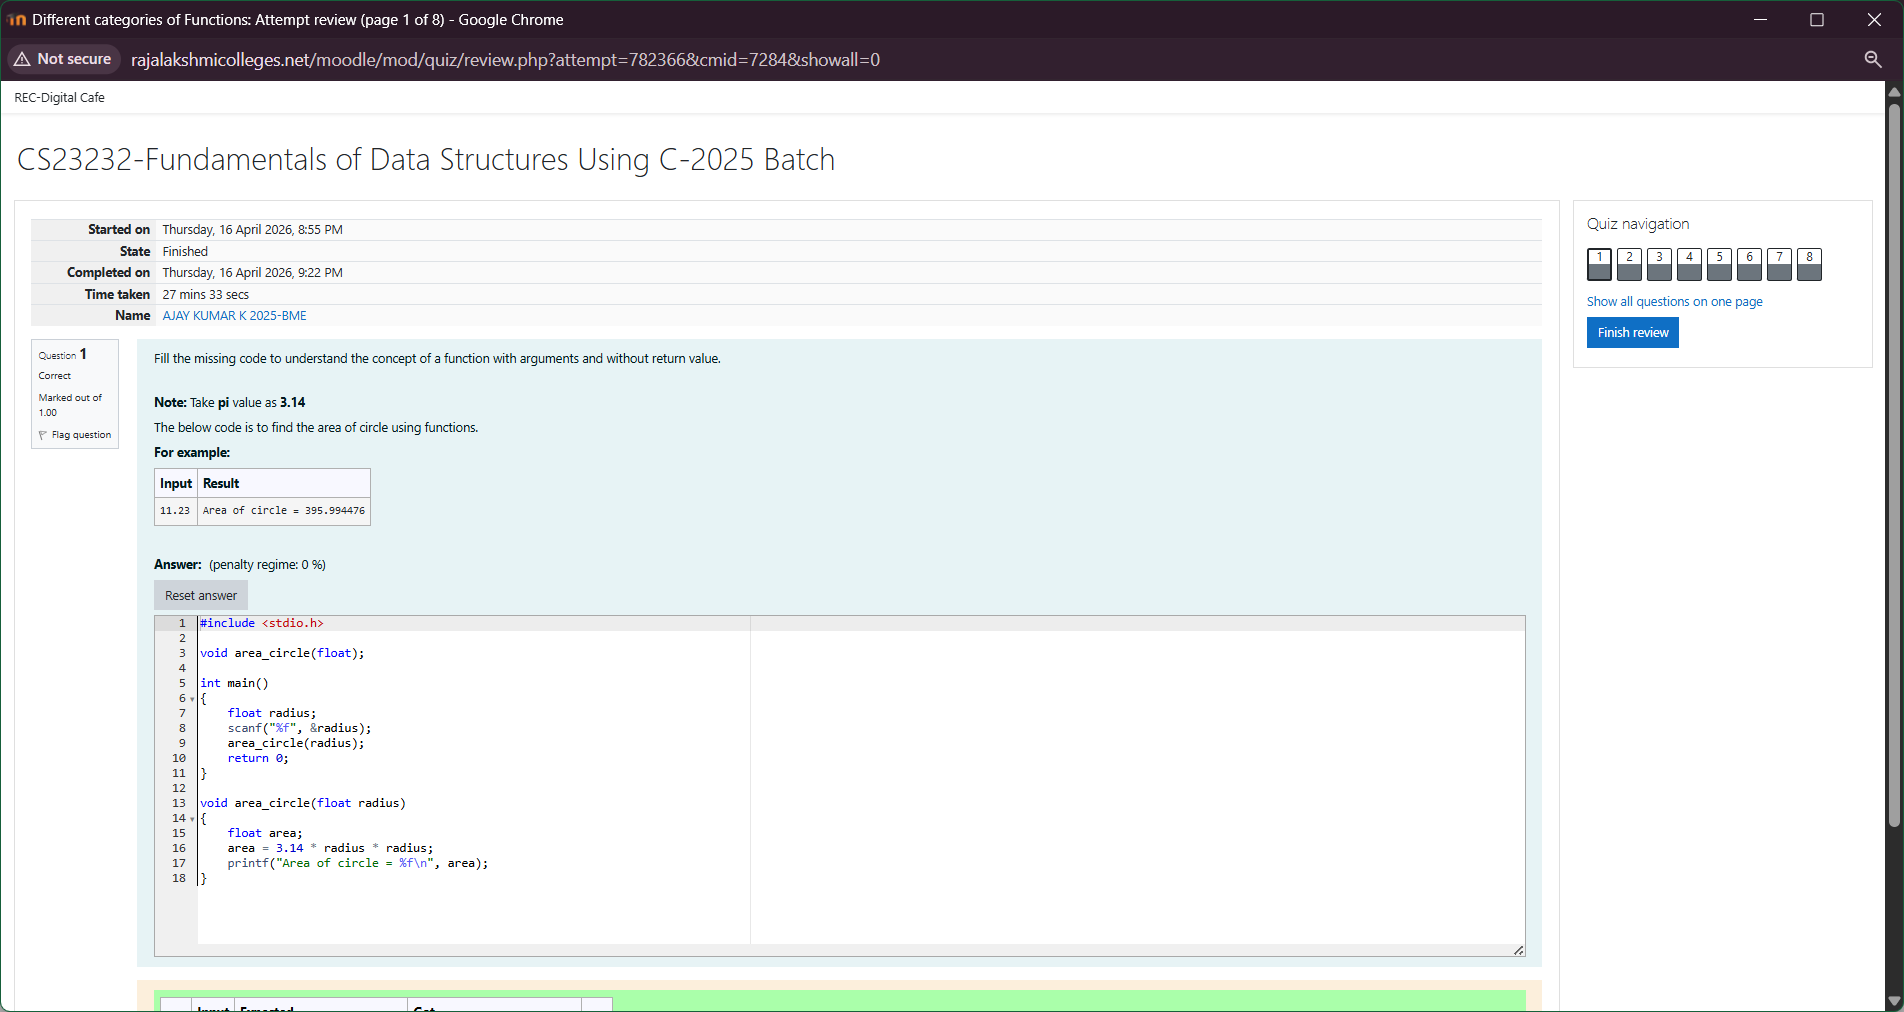 Different categories of Functions: Attempt review (page 1 of 8) - Google Chrome
Not secure
rajalakshmicolleges.net/moodle/mod/quiz/review.php?attempt=782366&cmid=7284&showall=0
REC-Digital Cafe
CS23232-Fundamentals of Data Structures Using C-2025 Batch
Started on Thursday, 16 April 2026, 8:55 PM
State Finished
Completed on Thursday, 16 April 2026, 9:22 PM
Time taken 27 mins 33 secs
Name AJAY KUMAR K 2025-BME
Question 1
Correct
Marked out of
1.00
Flag question
Fill the missing code to understand the concept of a function with arguments and without return value.
Note: Take pi value as 3.14
The below code is to find the area of circle using functions.
For example:
Input Result
11.23 Area of circle = 395.994476
Answer: (penalty regime: 0 %)
Reset answer
1 #include <stdio.h>
2
3 void area_circle(float);
4
5 int main()
6 {
7     float radius;
8     scanf("%f", &radius);
9     area_circle(radius);
10     return 0;
11 }
12
13 void area_circle(float radius)
14 {
15     float area;
16     area = 3.14 * radius * radius;
17     printf("Area of circle = %f\n", area);
18 }
Input Expected Got
Quiz navigation
1 2 3 4 5 6 7 8
Show all questions on one page
Finish review